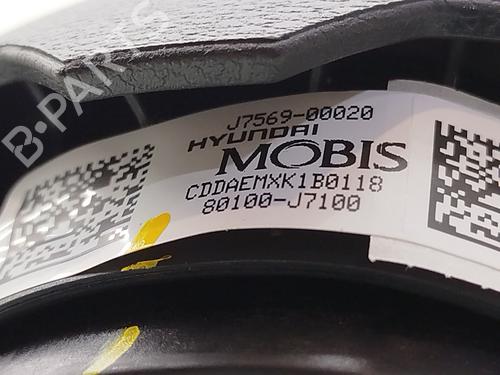 B-PARTS
J7569-00020
HYUNDAI
MOBIS
CDDAEMXK1B0118
80100-J7100